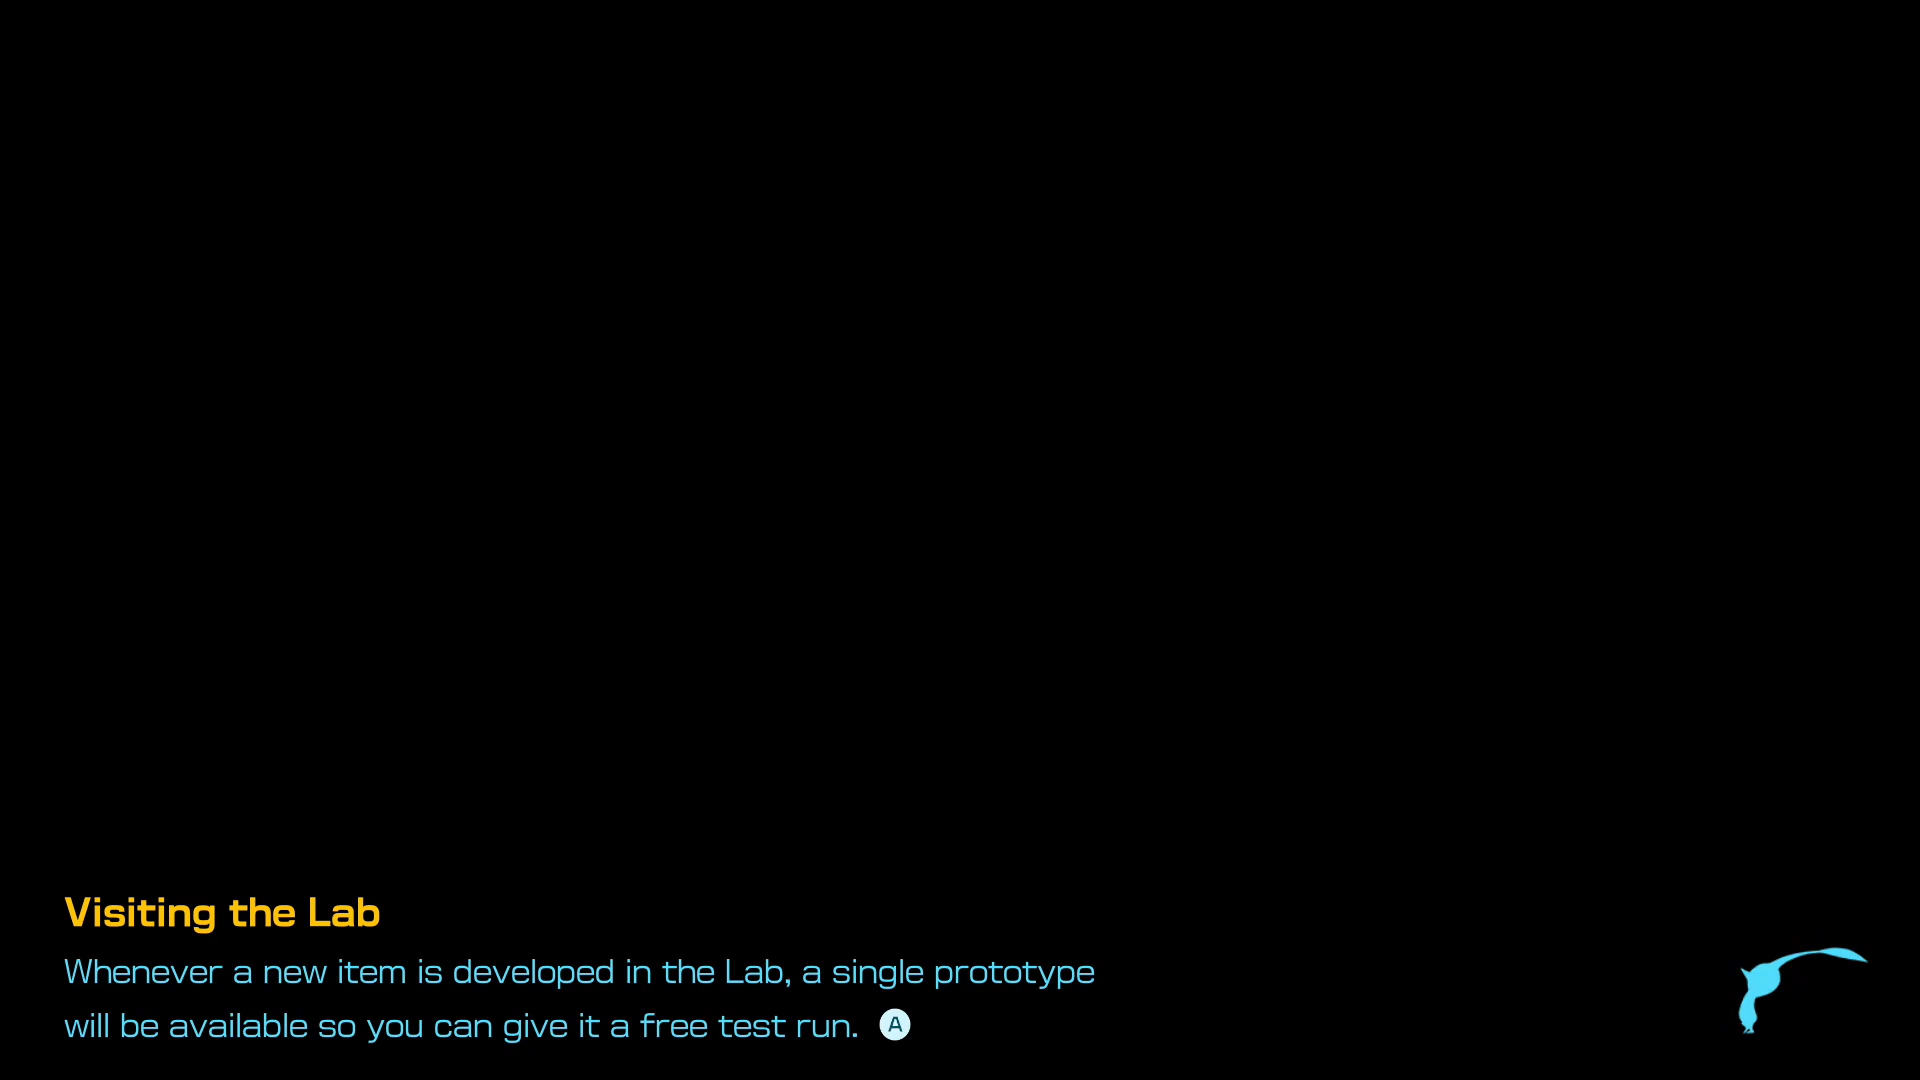 Visiting the Lab
Whenever a new item is developed in the Lab, a single prototype
will be available so you can give it a free test run. A